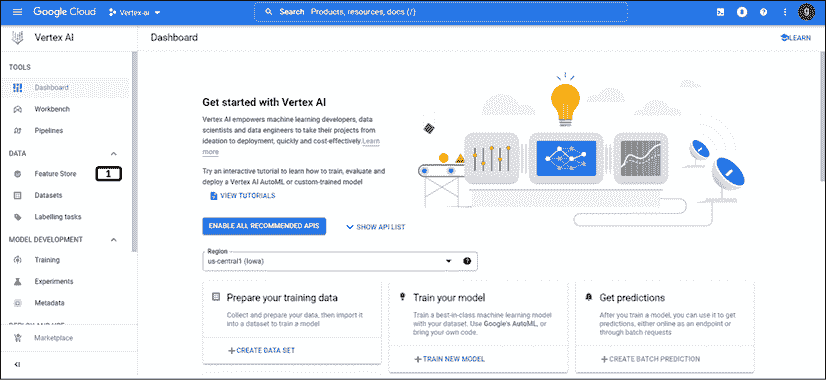 Google Cloud
Vertex-ai
Search Products, resources, docs (/)
Vertex AI
Dashboard
LEARN
TOOLS
Dashboard
Workbench
Pipelines
DATA
Feature Store
1
Datasets
Labelling tasks
MODEL DEVELOPMENT
Training
Experiments
Metadata
Marketplace
Get started with Vertex AI
Vertex AI empowers machine learning developers, data
scientists and data engineers to take their projects from
ideation to deployment, quickly and cost-effectively. Learn
more
Try an interactive tutorial to learn how to train, evaluate and
deploy a Vertex AI AutoML or custom-trained model
VIEW TUTORIALS
ENABLE ALL RECOMMENDED APIS
SHOW API LIST
Region
us-central1 (Iowa)
Prepare your training data
Collect and prepare your data, then import it
into a dataset to train a model
CREATE DATA SET
Train your model
Train a best-in-class machine learning model
with your dataset. Use Google's AutoML, or
bring your own code.
TRAIN NEW MODEL
Get predictions
After you train a model, you can use it to get
predictions, either online as an endpoint or
through batch requests
CREATE BATCH PREDICTION